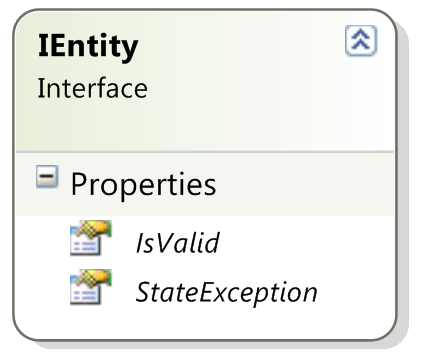 IEntity
Interface
Properties
IsValid
StateException